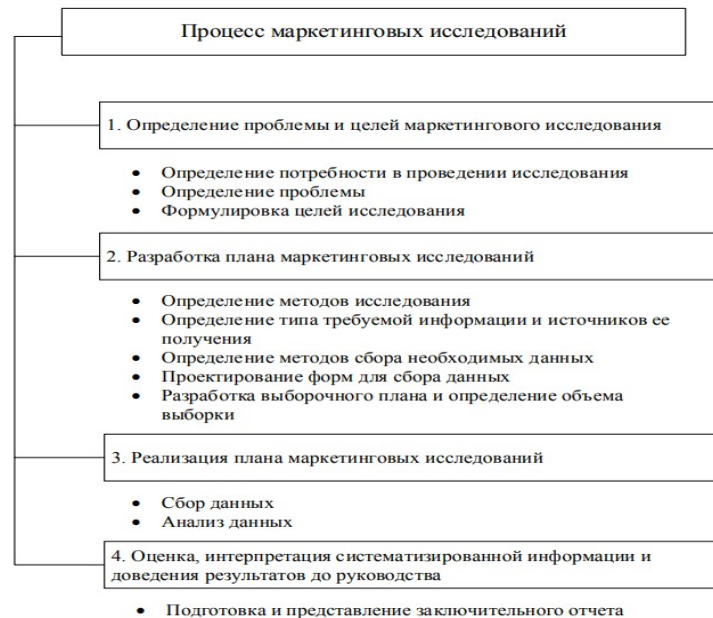 Процесс маркетинговых исследований
1. Определение проблемы и целей маркетингового исследования
• Определение потребности в проведении исследования
• Определение проблемы
• Формулировка целей исследования
2. Разработка плана маркетинговых исследований
• Определение методов исследования
• Определение типа требуемой информации и источников ее
получения
• Определение методов сбора необходимых данных
• Проектирование форм для сбора данных
• Разработка выборочного плана и определение объема
выборки
3. Реализация плана маркетинговых исследований
• Сбор данных
• Анализ данных
4. Оценка, интерпретация систематизированной информации и
доведения результатов до руководства
• Подготовка и представление заключительного отчета